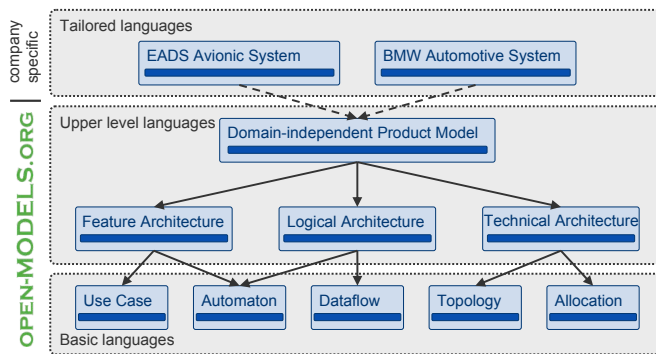 company
specific
OPEN-MODELS.ORG
Tailored languages
EADS Avionic System
BMW Automotive System
Upper level languages
Domain-independent Product Model
Feature Architecture
Logical Architecture
Technical Architecture
Use Case
Automaton
Dataflow
Topology
Allocation
Basic languages